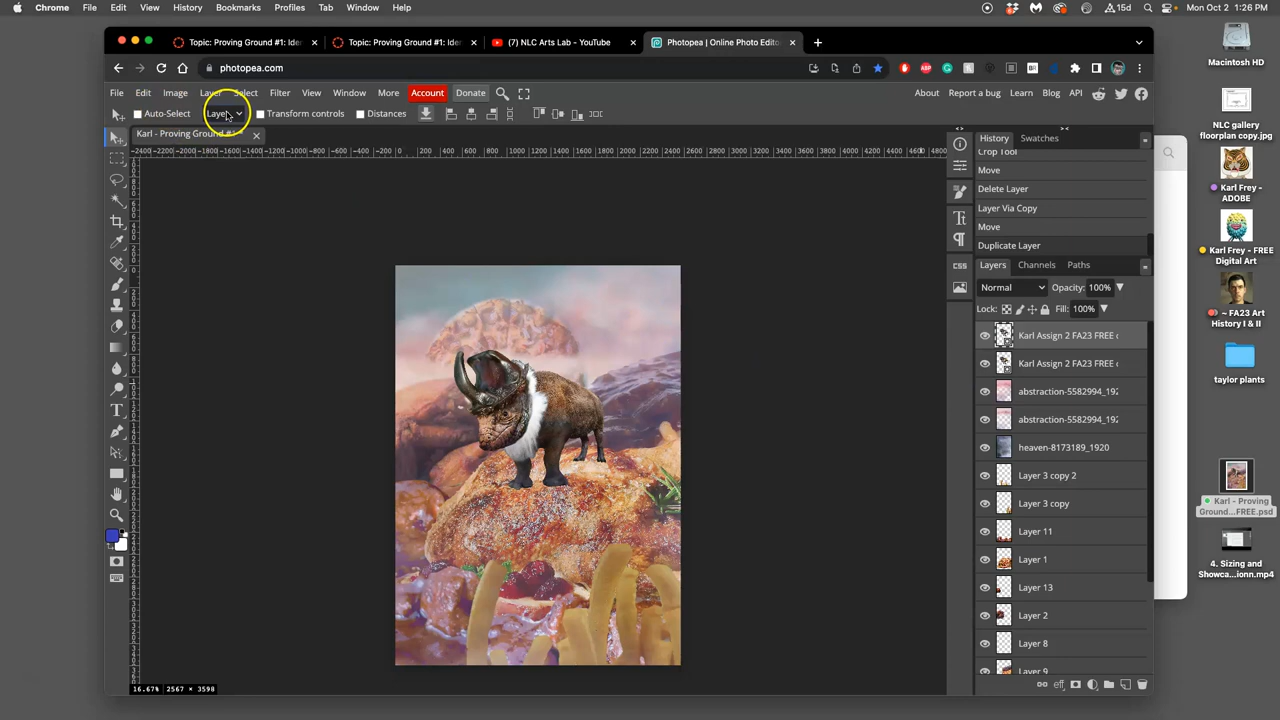 Chrome File Edit View History Bookmarks Profiles Tab Window Help
15d Mon Oct 2 1:26 PM
Topic: Proving Ground #1: Ider
Topic: Proving Ground #1: Ider
(7) NLC Arts Lab - YouTube
Photopea | Online Photo Edito
photopea.com
File Edit Image Layer Select Filter View Window More Account Donate
About Report a bug Learn Blog API
Auto-Select Layer Transform controls Distances
Karl - Proving Ground #1
History Swatches
Crop Tool
Move
Delete Layer
Layer Via Copy
Move
Duplicate Layer
Layers Channels Paths
Normal Opacity: 100%
Lock: Fill: 100%
Karl Assign 2 FA23 FREE c
Karl Assign 2 FA23 FREE c
abstraction-5582994_192
abstraction-5582994_192
heaven-8173189_1920
Layer 3 copy 2
Layer 3 copy
Layer 11
Layer 1
Layer 13
Layer 2
Layer 8
Layer 9
CSS
eff
16.67% 2567 × 3598
Macintosh HD
NLC gallery
floorplan copy.jpg
Karl Frey -
ADOBE
Karl Frey - FREE
Digital Art
~ FA23 Art
History I & II
taylor plants
Karl - Proving
Ground...FREE.psd
4. Sizing and
Showca...ionn.mp4